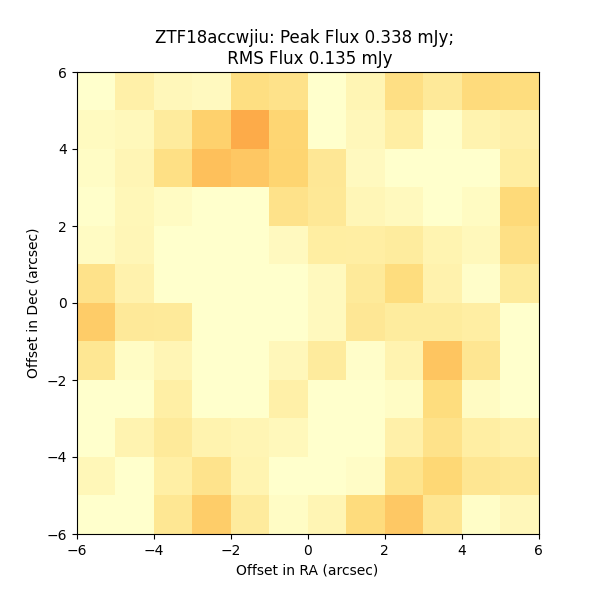 ZTF18accwjiu: Peak Flux 0.338 mJy;
RMS Flux 0.135 mJy
6
4
2
0
−2
−4
−6
Offset in Dec (arcsec)
−6 −4 −2 0 2 4 6
Offset in RA (arcsec)